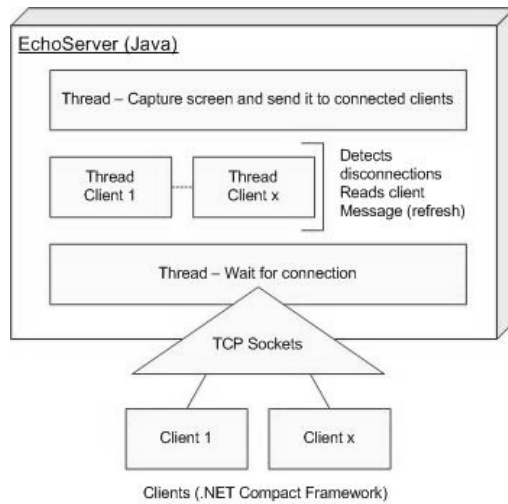 EchoServer (Java)
Thread – Capture screen and send it to connected clients
Thread
Client 1
Thread
Client x
Detects
disconnections
Reads client
Message (refresh)
Thread – Wait for connection
TCP Sockets
Client 1
Client x
Clients (.NET Compact Framework)